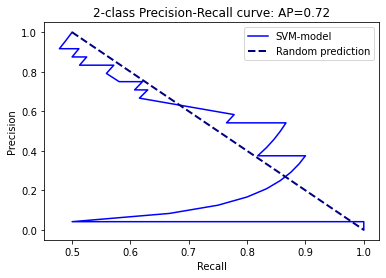 2-class Precision-Recall curve: AP=0.72
SVM-model
Random prediction
Precision
1.0
0.8
0.6
0.4
0.2
0.0
0.5
0.6
0.7
0.8
0.9
1.0
Recall